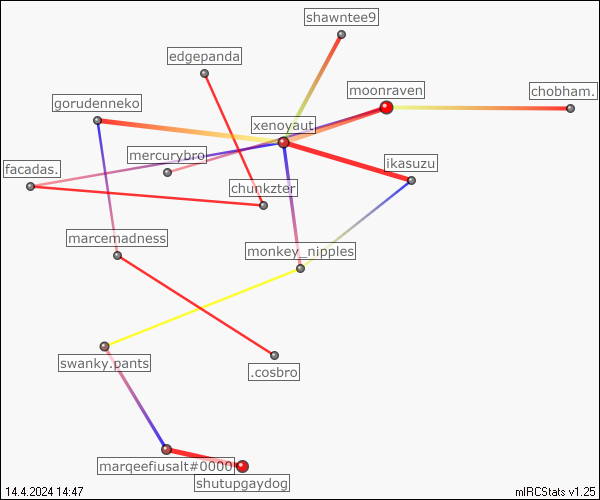 shawntee9
edgepanda
moonraven
chobham.
gorudenneko
xenoyaut
mercurybro
ikasuzu
facadas.
chunkzter
marcemadness
monkey_nipples
swanky.pants
.cosbro
marqeefiusalt#0000
shutupgaydog
14.4.2024 14:47
mIRCStats v1.25